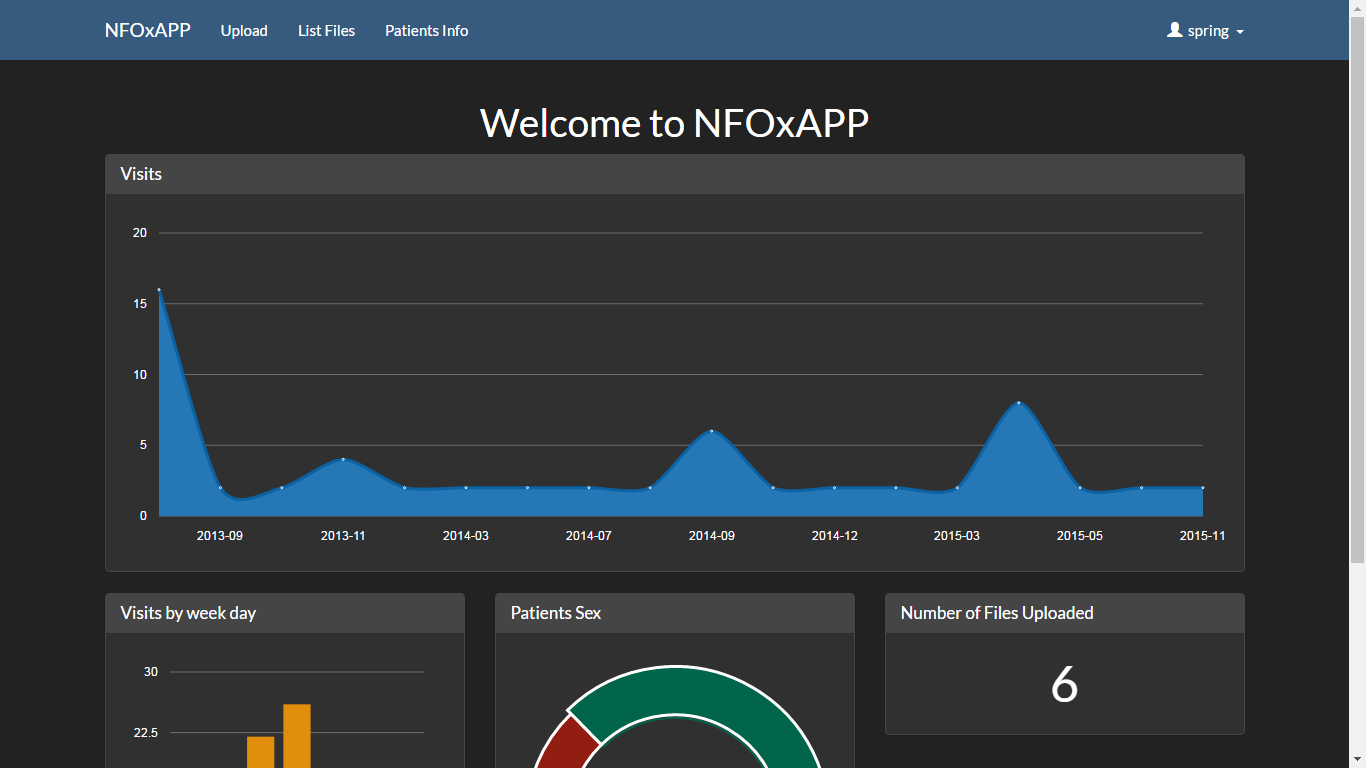 NFOxAPP Upload List Files Patients Info spring
Welcome to NFOxAPP
Visits
20
15
10
5
0
2013-09 2013-11 2014-03 2014-07 2014-09 2014-12 2015-03 2015-05 2015-11
Visits by week day
30
22.5
Patients Sex
Number of Files Uploaded
6